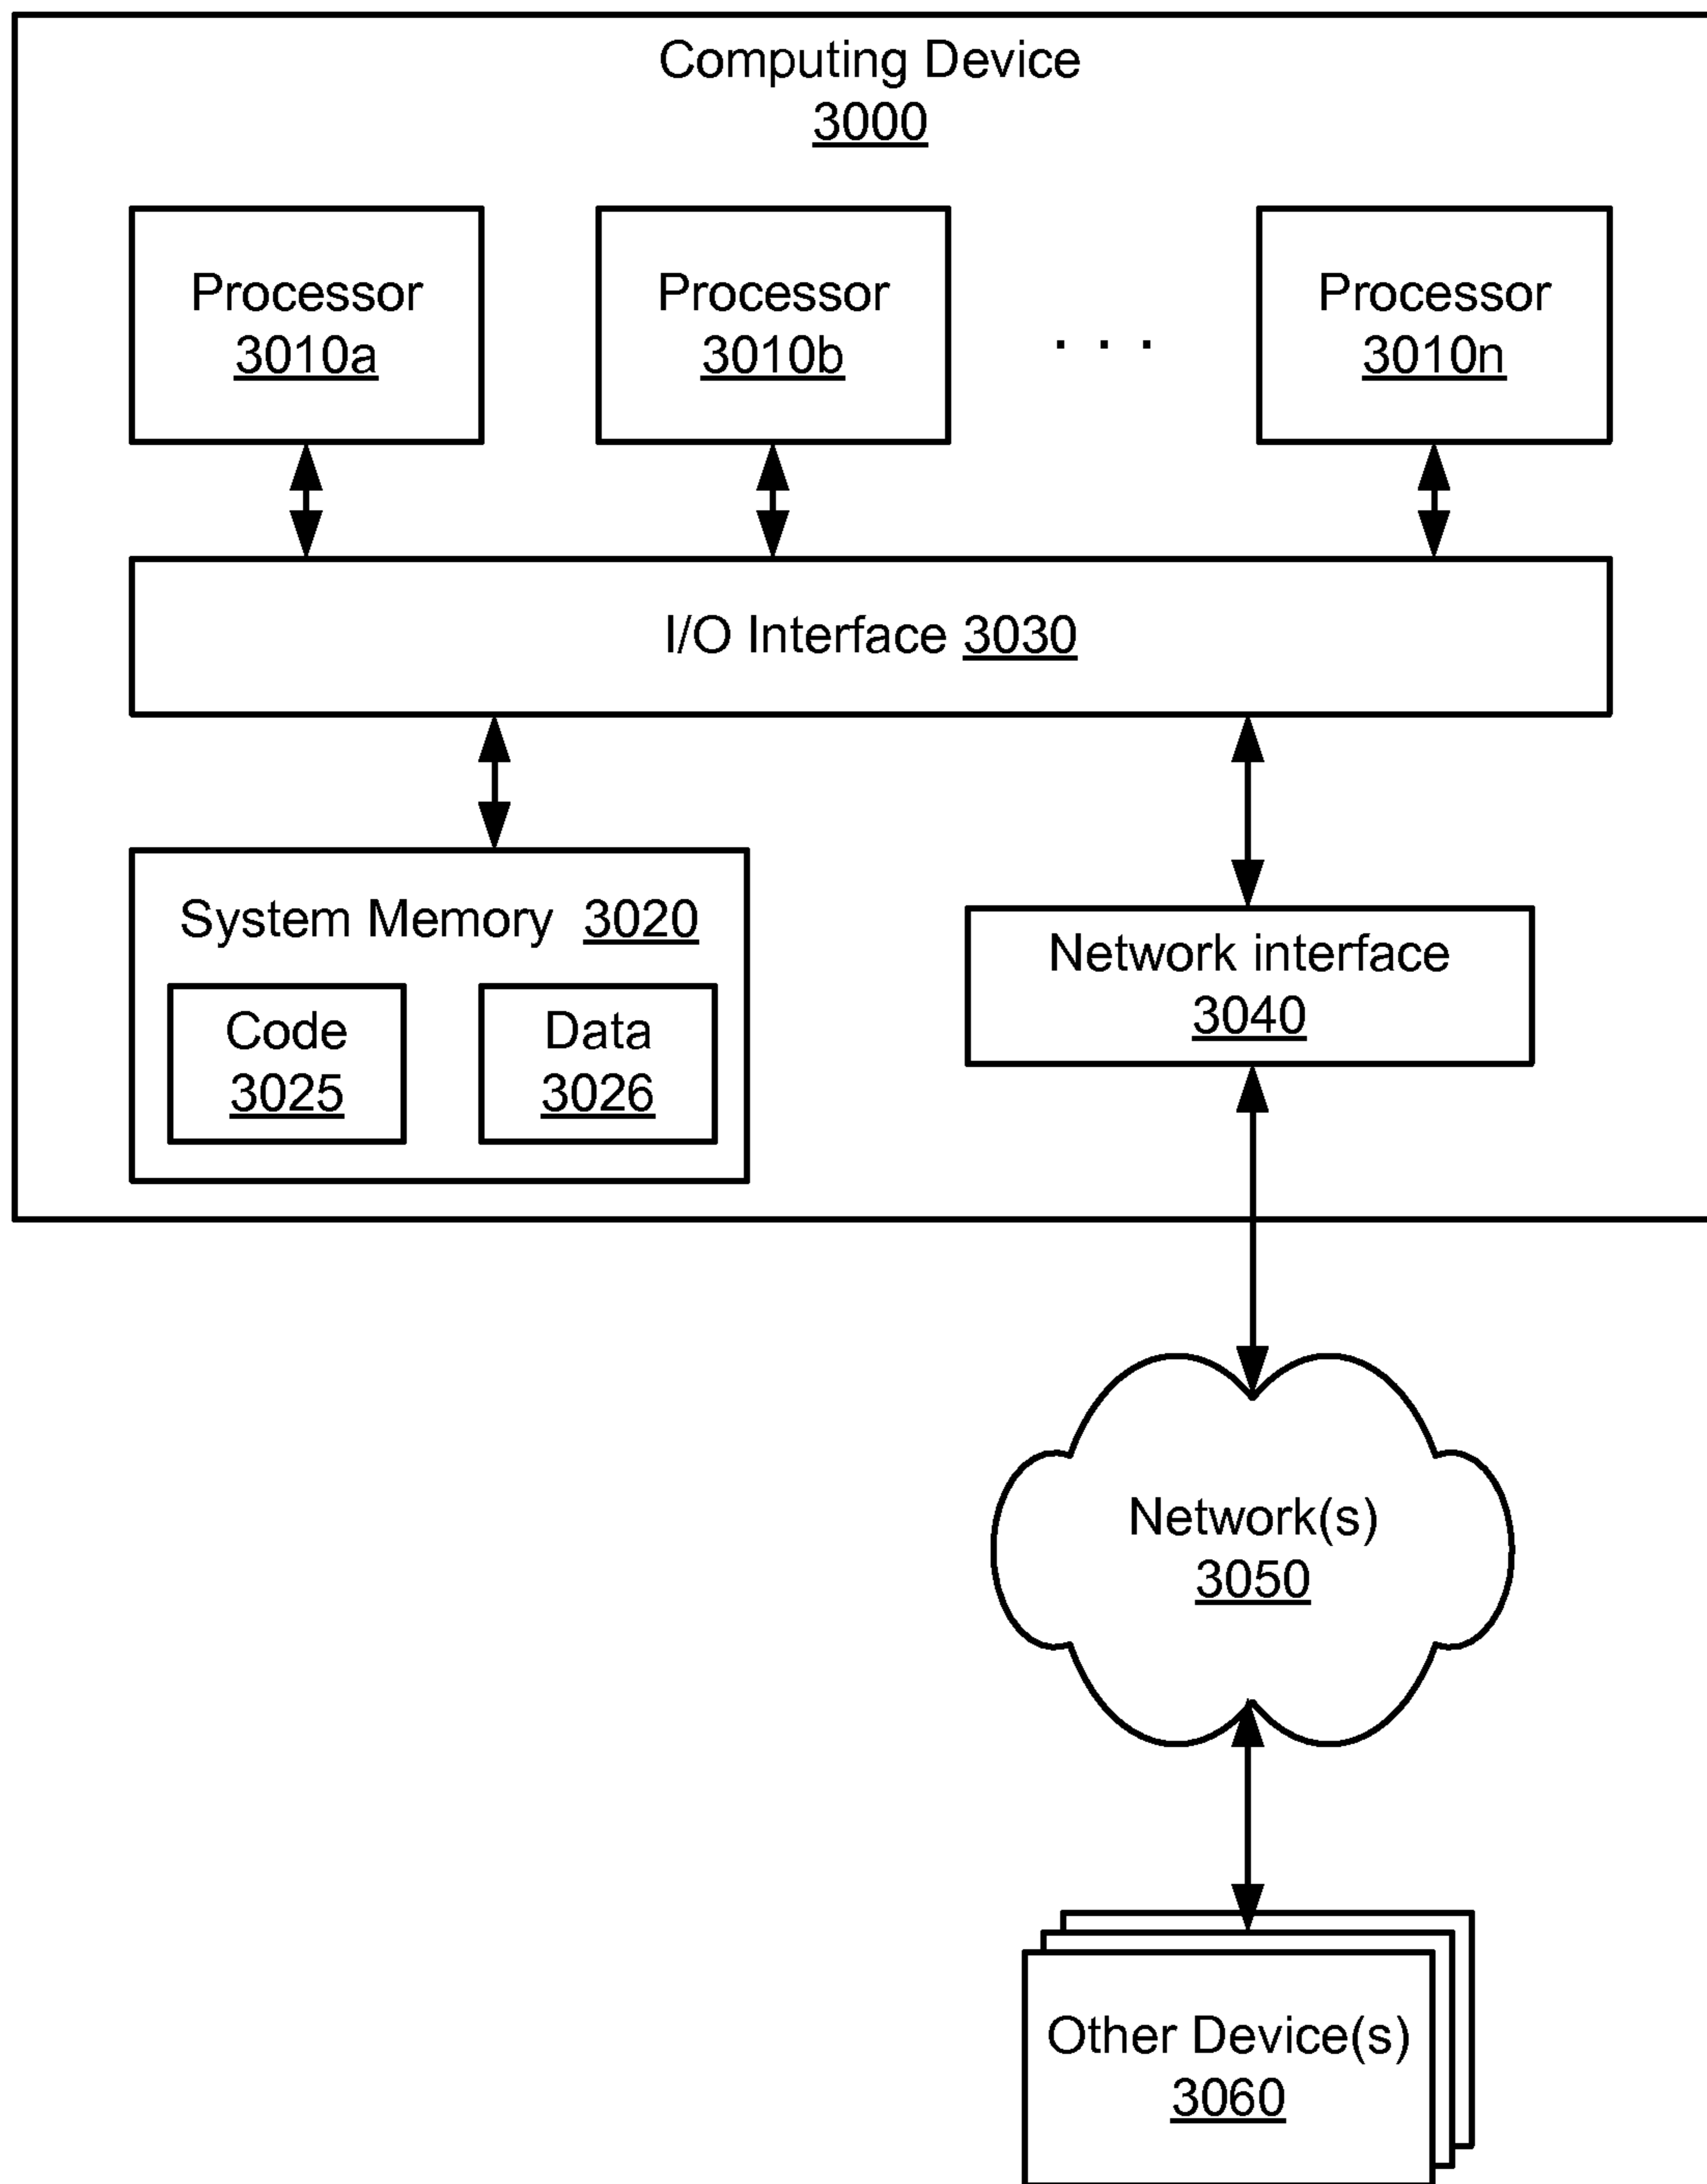 Computing Device
3000
Processor
3010a
Processor
3010b
. . .
Processor
3010n
I/O Interface 3030
System Memory 3020
Code
3025
Data
3026
Network interface
3040
Network(s)
3050
Other Device(s)
3060